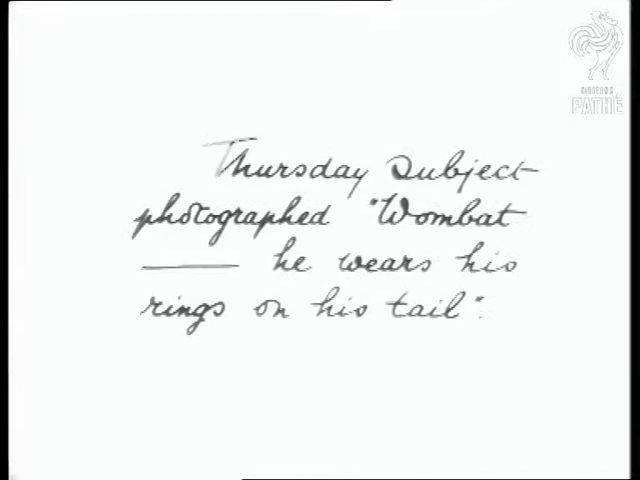 BRITISH
PATHÉ
Thursday Subject
photographed "Wombat
—— he wears his
rings on his tail".